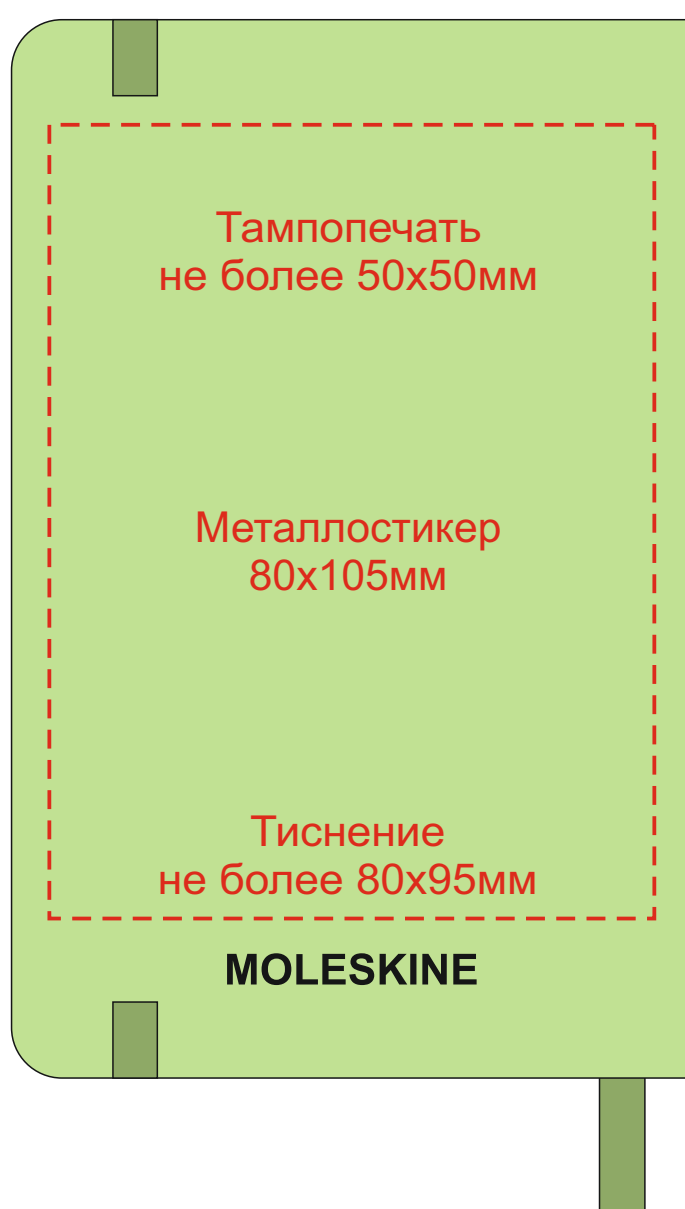 Тампопечать
не более 50х50мм
Металлостикер
80х105мм
Тиснение
не более 80х95мм
MOLESKINE